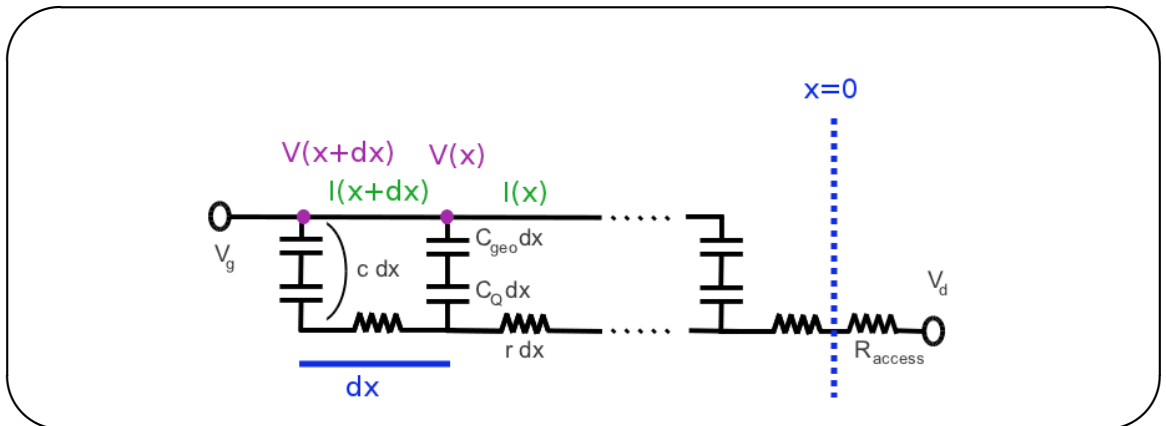 x=0
V(x+dx) V(x)
I(x+dx) I(x)
V_g
C_geo dx
c dx
C_Q dx
V_d
r dx
R_access
dx